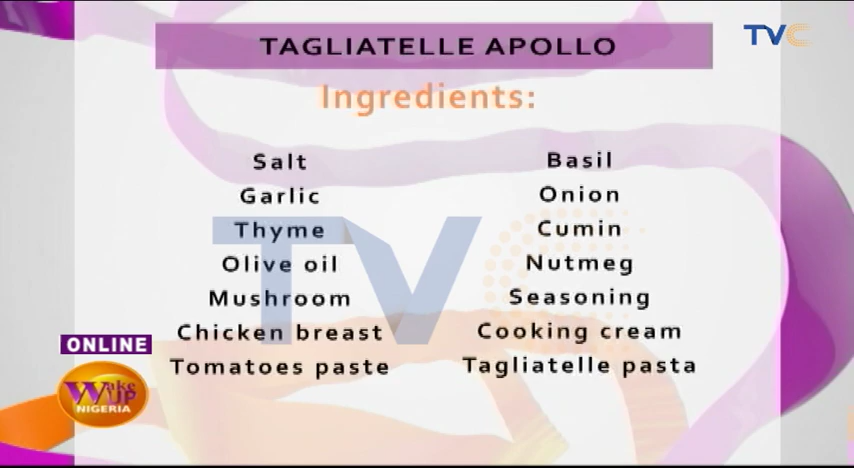 TAGLIATELLE APOLLO
TVC
Ingredients:
Salt
Garlic
Thyme
Olive oil
Mushroom
Chicken breast
Tomatoes paste
Basil
Onion
Cumin
Nutmeg
Seasoning
Cooking cream
Tagliatelle pasta
TVC
ONLINE
Wake
UP
NIGERIA